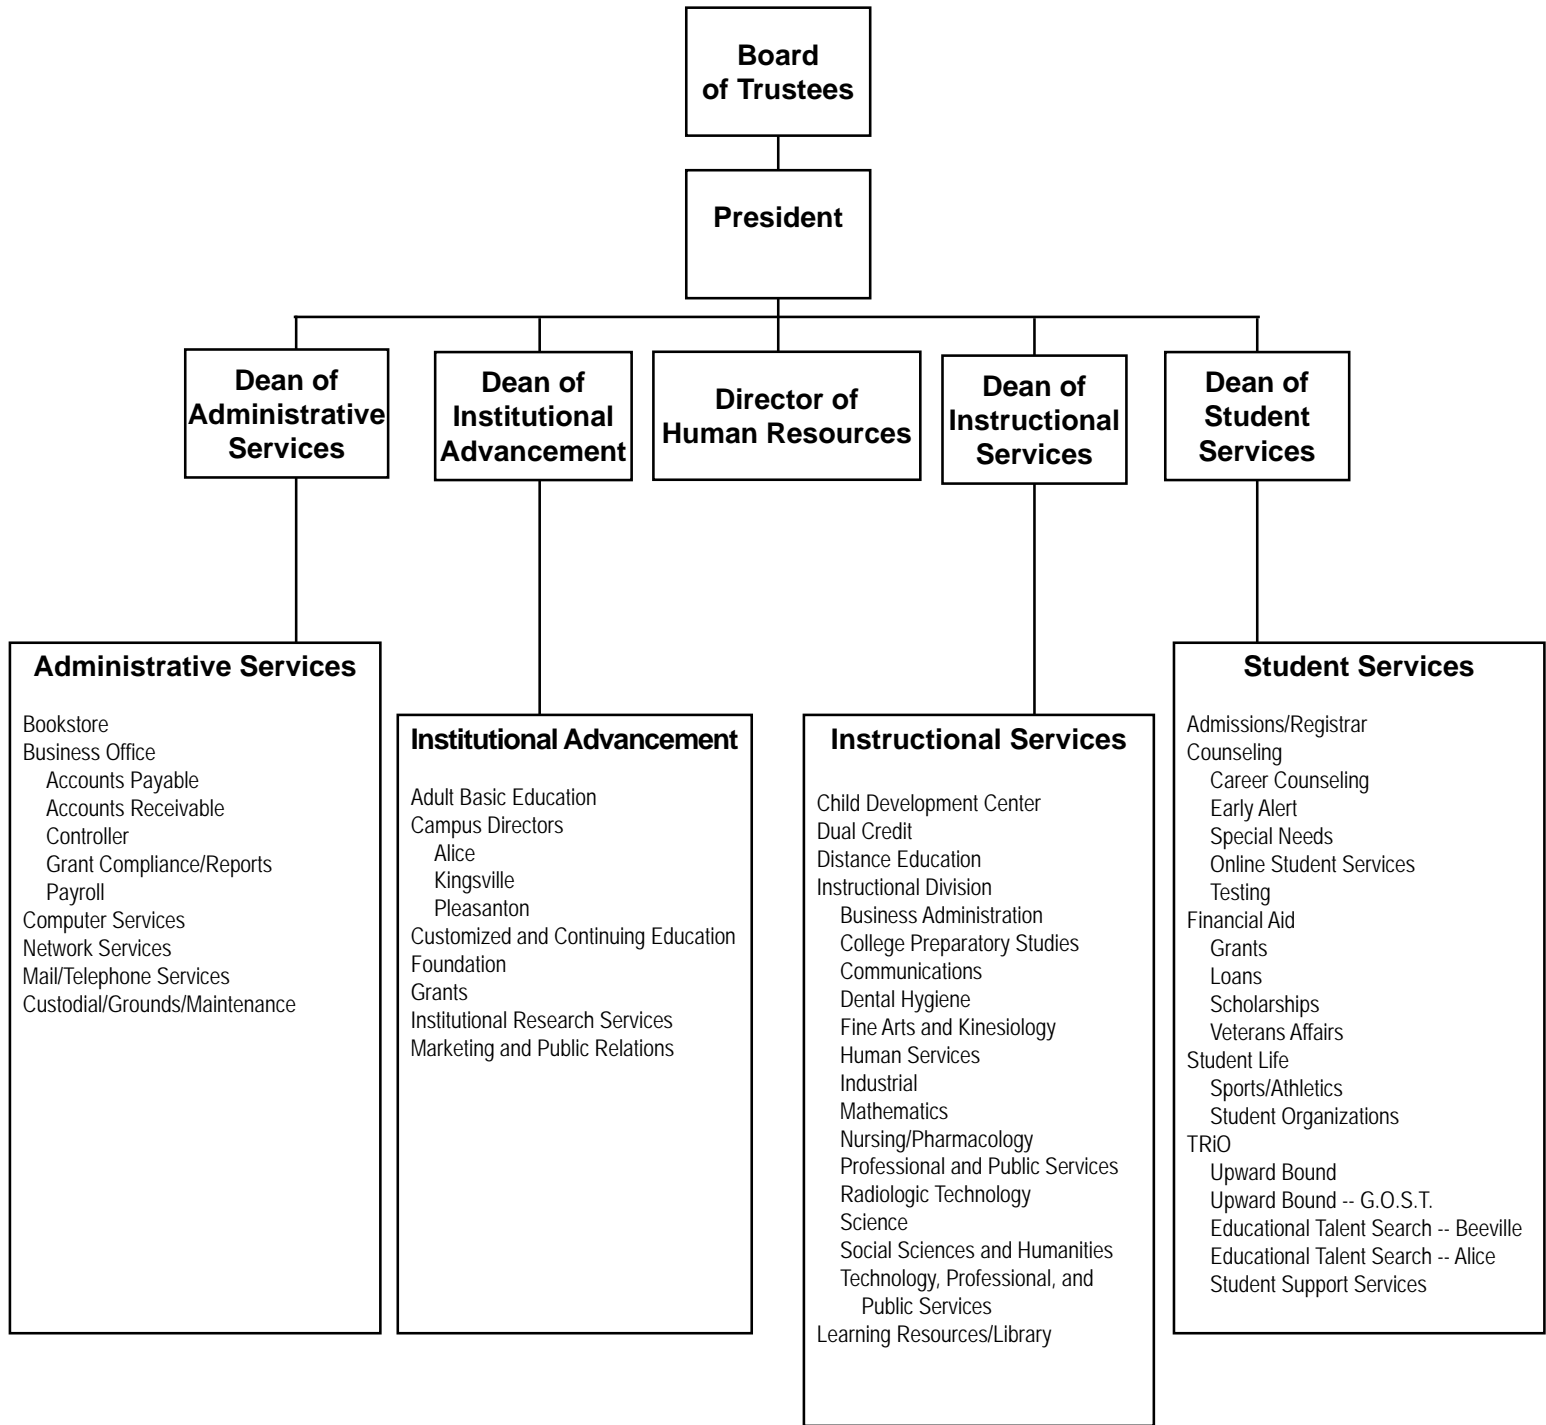 Board
of Trustees
President
Dean of
Administrative
Services
Dean of
Institutional
Advancement
Director of
Human Resources
Dean of
Instructional
Services
Dean of
Student
Services
Administrative Services
Bookstore
Business Office
Accounts Payable
Accounts Receivable
Controller
Grant Compliance/Reports
Payroll
Computer Services
Network Services
Mail/Telephone Services
Custodial/Grounds/Maintenance
Institutional Advancement
Adult Basic Education
Campus Directors
Alice
Kingsville
Pleasanton
Customized and Continuing Education
Foundation
Grants
Institutional Research Services
Marketing and Public Relations
Instructional Services
Child Development Center
Dual Credit
Distance Education
Instructional Division
Business Administration
College Preparatory Studies
Communications
Dental Hygiene
Fine Arts and Kinesiology
Human Services
Industrial
Mathematics
Nursing/Pharmacology
Professional and Public Services
Radiologic Technology
Science
Social Sciences and Humanities
Technology, Professional, and
Public Services
Learning Resources/Library
Student Services
Admissions/Registrar
Counseling
Career Counseling
Early Alert
Special Needs
Online Student Services
Testing
Financial Aid
Grants
Loans
Scholarships
Veterans Affairs
Student Life
Sports/Athletics
Student Organizations
TRiO
Upward Bound
Upward Bound -- G.O.S.T.
Educational Talent Search -- Beeville
Educational Talent Search -- Alice
Student Support Services